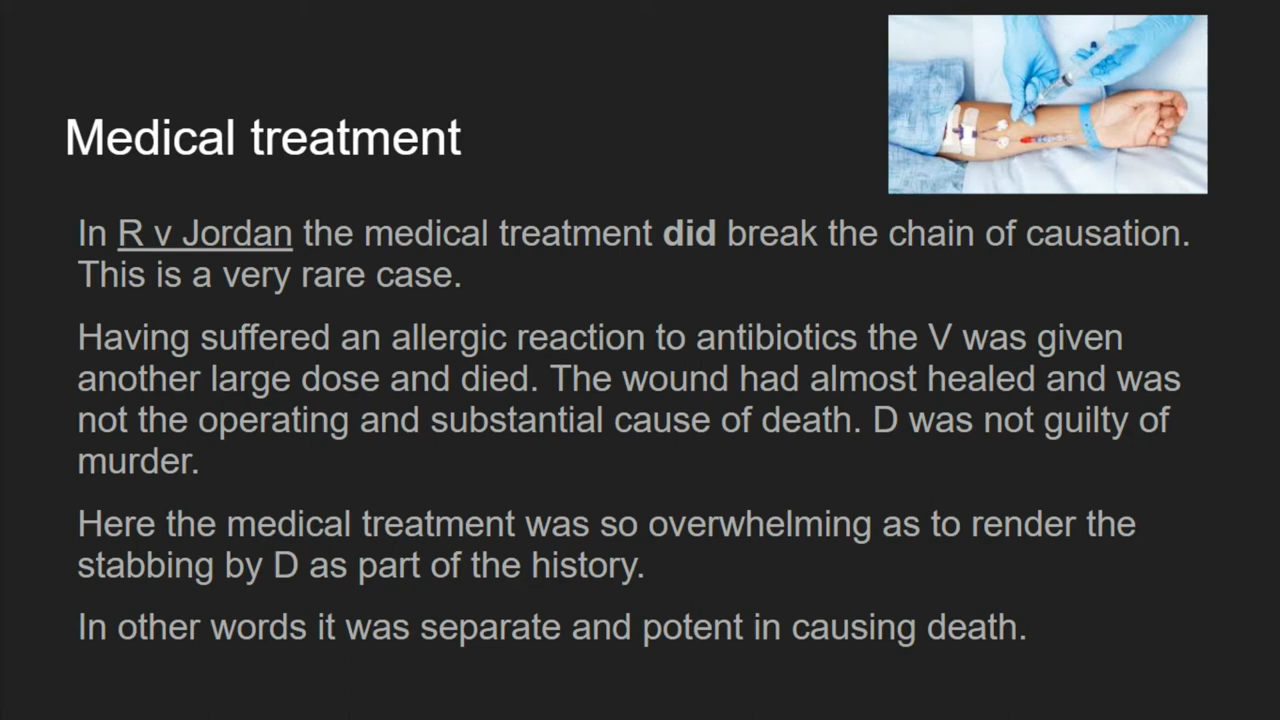 Medical treatment
In R v Jordan the medical treatment did break the chain of causation.
This is a very rare case.
Having suffered an allergic reaction to antibiotics the V was given
another large dose and died. The wound had almost healed and was
not the operating and substantial cause of death. D was not guilty of
murder.
Here the medical treatment was so overwhelming as to render the
stabbing by D as part of the history.
In other words it was separate and potent in causing death.